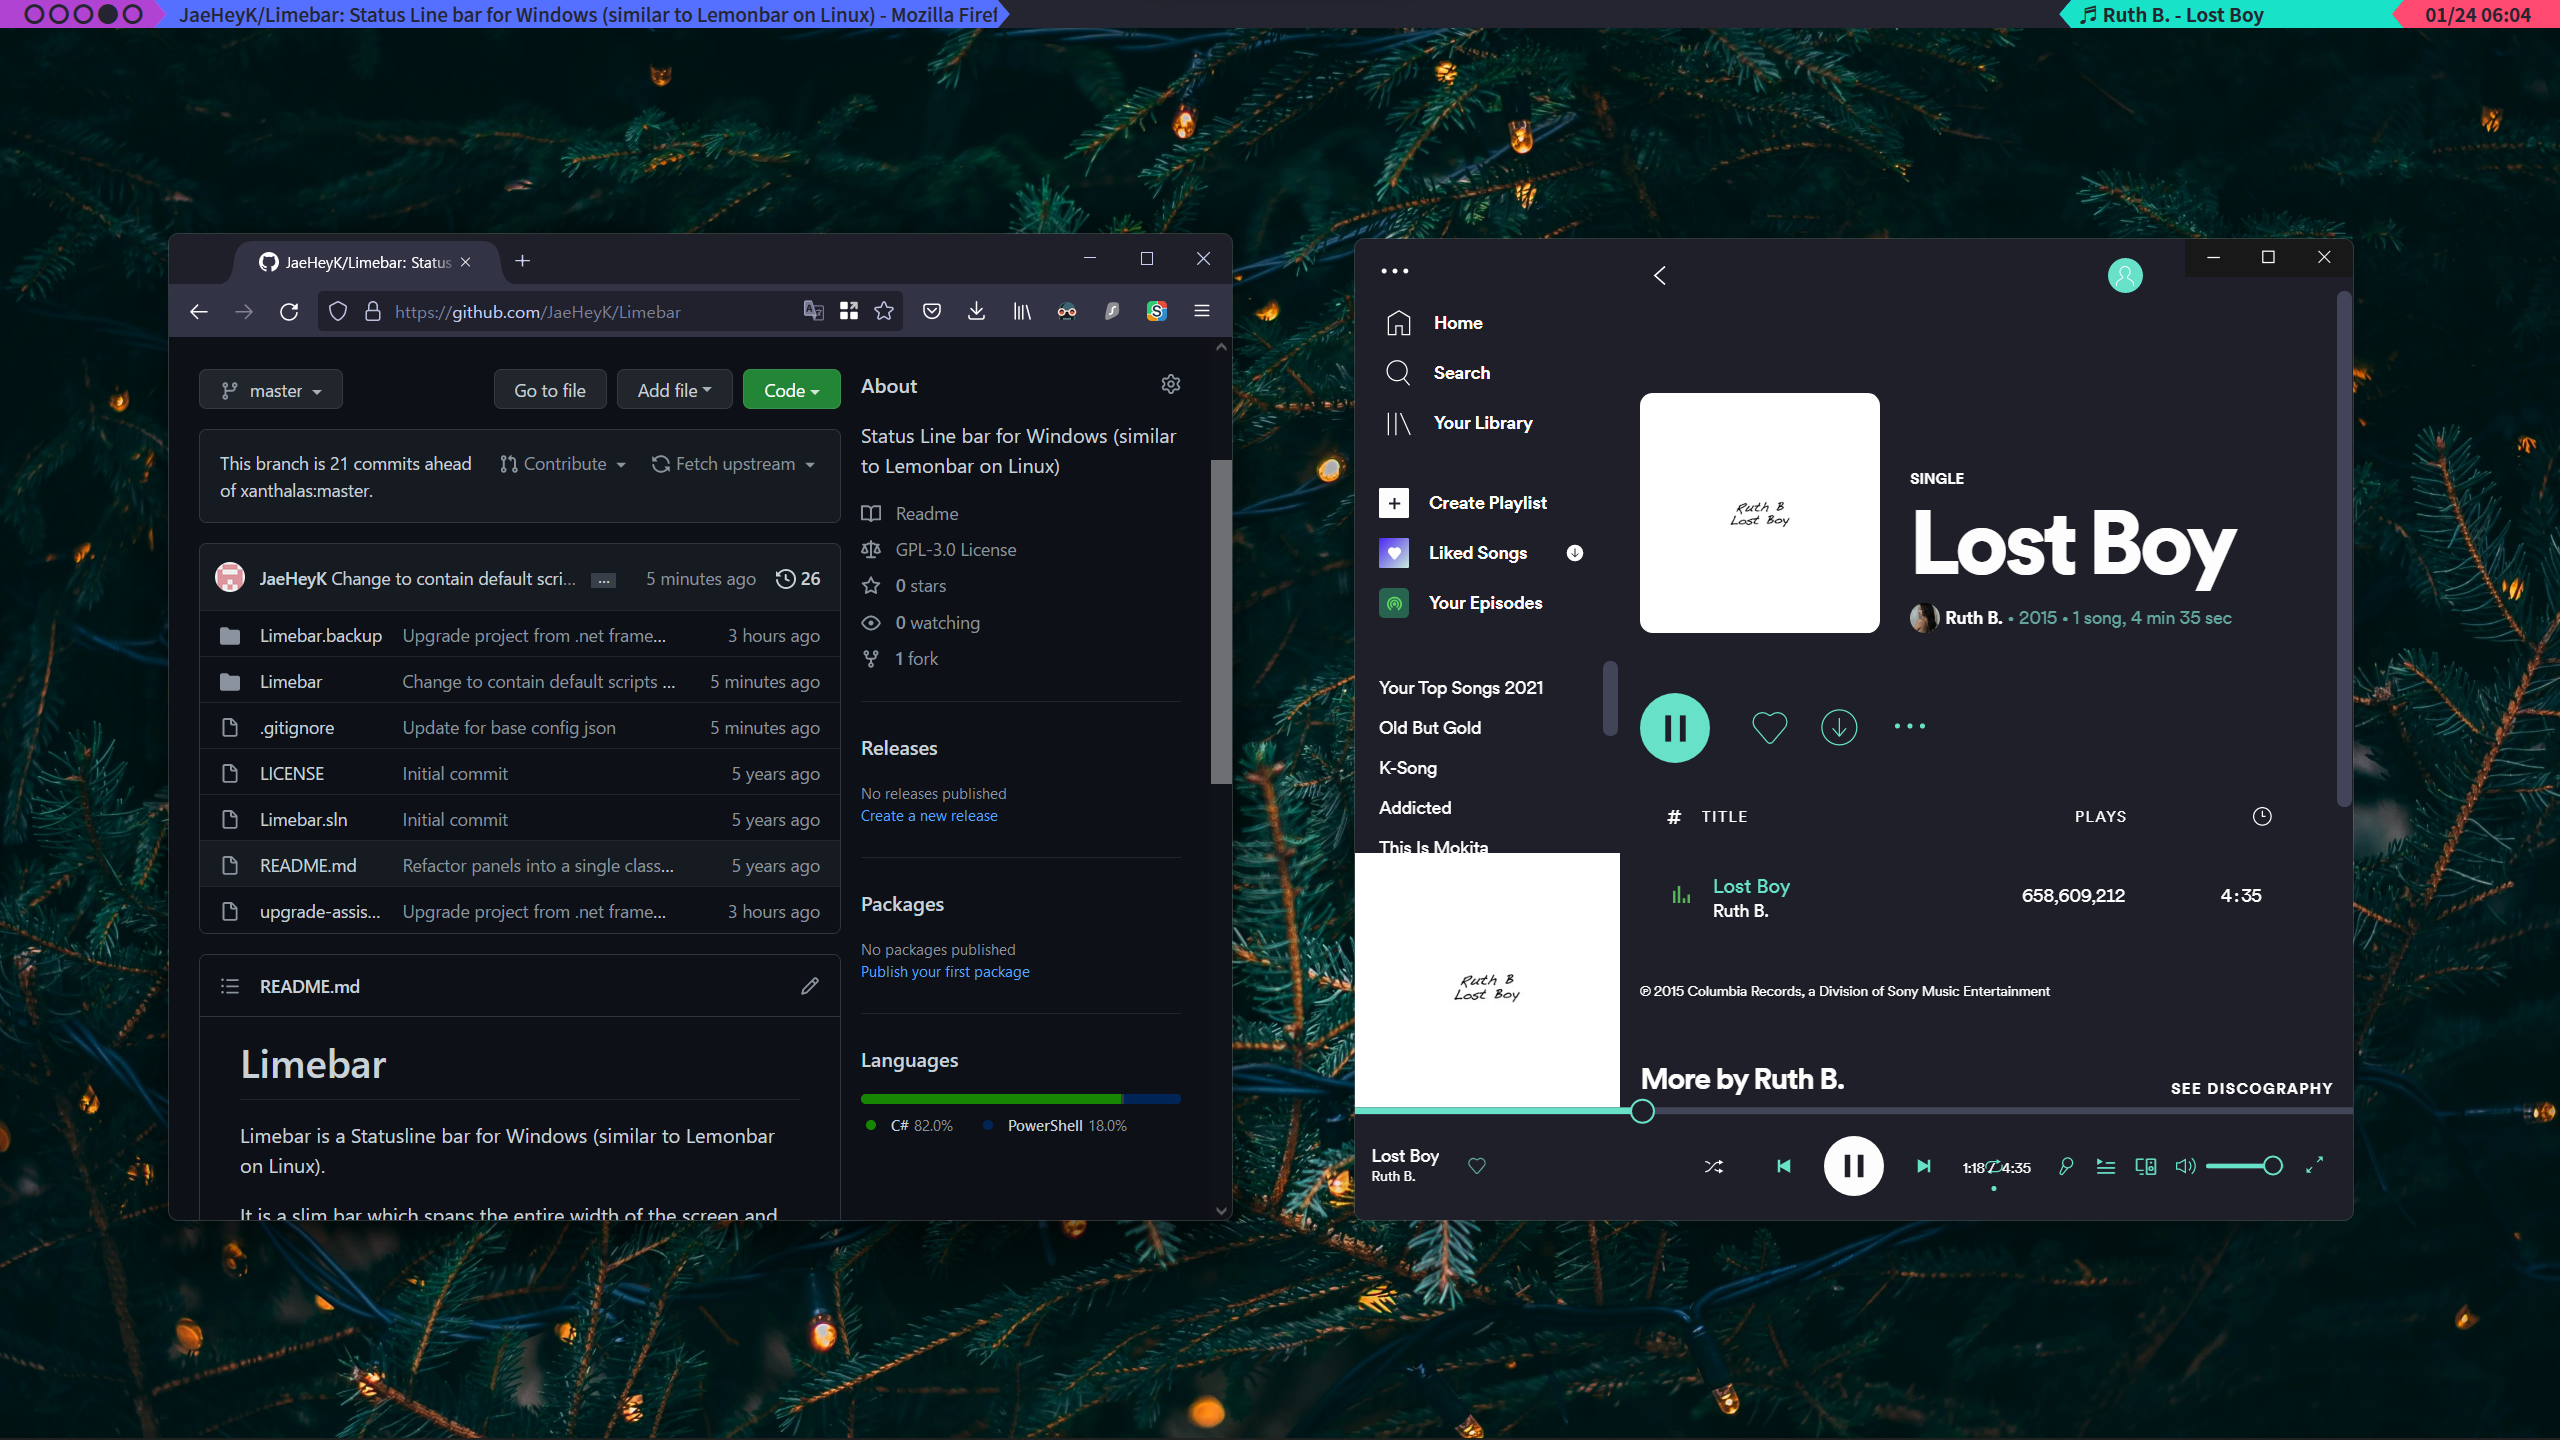 JaeHeyK/Limebar: Status Line bar for Windows (similar to Lemonbar on Linux) - Mozilla Firef
Ruth B. - Lost Boy
01/24 06:04
JaeHeyK/Limebar: Status
https://github.com/JaeHeyK/Limebar
master
Go to file
Add file
Code
This branch is 21 commits ahead of xanthalas:master.
Contribute
Fetch upstream
JaeHeyK Change to contain default scri... ... 5 minutes ago 26
Limebar.backup Upgrade project from .net frame... 3 hours ago
Limebar Change to contain default scripts ... 5 minutes ago
.gitignore Update for base config json 5 minutes ago
LICENSE Initial commit 5 years ago
Limebar.sln Initial commit 5 years ago
README.md Refactor panels into a single class... 5 years ago
upgrade-assis... Upgrade project from .net frame... 3 hours ago
README.md
Limebar
Limebar is a Statusline bar for Windows (similar to Lemonbar
on Linux).
It is a slim bar which spans the entire width of the screen and
About
Status Line bar for Windows (similar
to Lemonbar on Linux)
Readme
GPL-3.0 License
0 stars
0 watching
1 fork
Releases
No releases published
Create a new release
Packages
No packages published
Publish your first package
Languages
C# 82.0% PowerShell 18.0%
Home
Search
Your Library
Create Playlist
Liked Songs
Your Episodes
Your Top Songs 2021
Old But Gold
K-Song
Addicted
This Is Mokita
Ruth B
Lost Boy
Ruth B
Lost Boy
SINGLE
Lost Boy
Ruth B. • 2015 • 1 song, 4 min 35 sec
# TITLE PLAYS
Lost Boy 658,609,212 4:35
Ruth B.
℗ 2015 Columbia Records, a Division of Sony Music Entertainment
More by Ruth B.
SEE DISCOGRAPHY
Lost Boy
Ruth B.
1:18 4:35